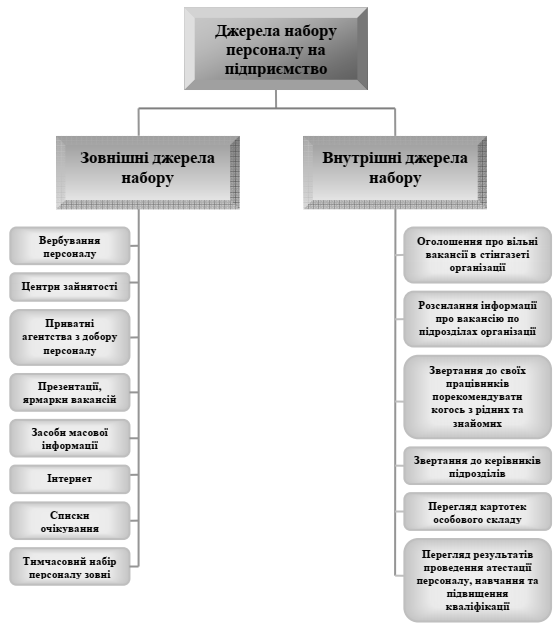 Джерела набору
персоналу на
підприємство
Зовнішні джерела
набору
Внутрішні джерела
набору
Вербування
персоналу
Центри зайнятості
Приватні
агентства з добору
персоналу
Презентації,
ярмарки вакансій
Засоби масової
інформації
Інтернет
Списки
очікування
Тимчасовий набір
персоналу зовні
Оголошення про вільні
вакансії в стінгазеті
організації
Розсилання інформації
про вакансію по
підрозділах організації
Звертання до своїх
працівників
порекомендувати
когось з рідних та
знайомих
Звертання до керівників
підрозділів
Перегляд картотек
особового складу
Перегляд результатів
проведення атестації
персоналу, навчання та
підвищення
кваліфікації